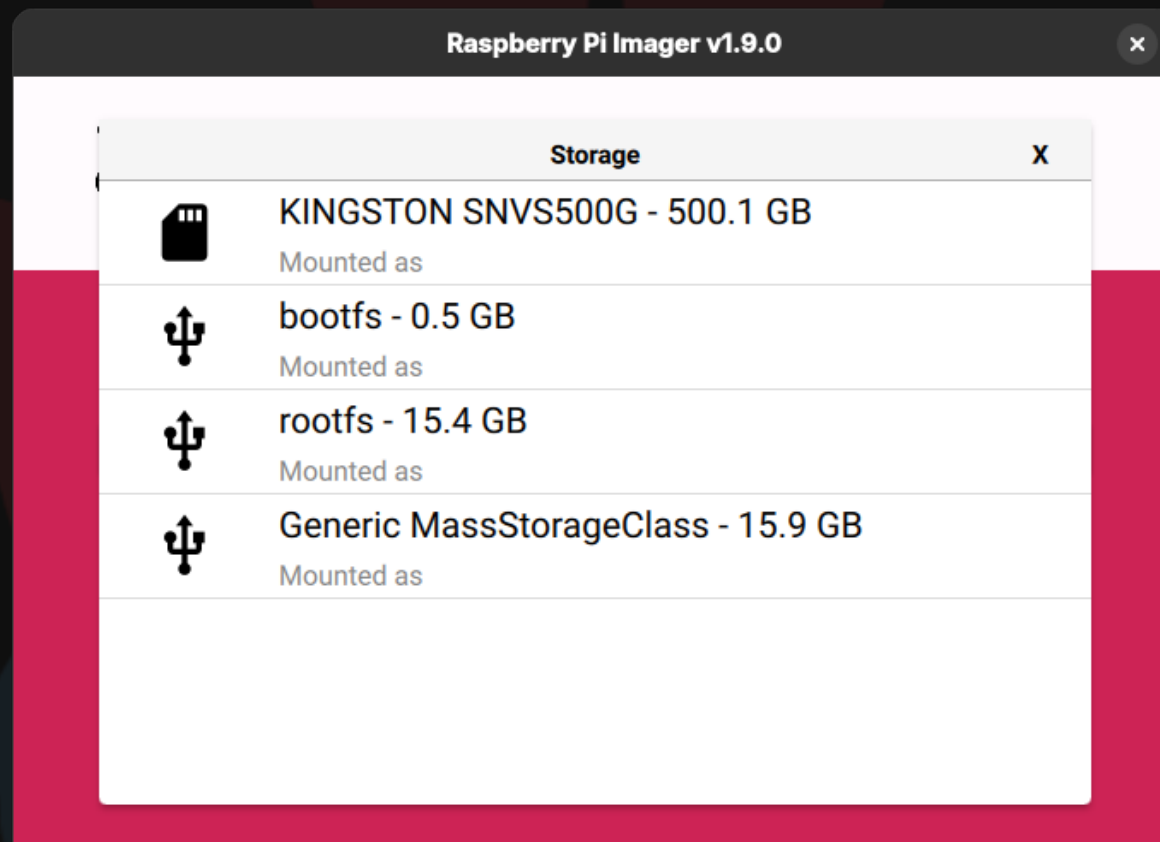 Raspberry Pi Imager v1.9.0
Storage
X
KINGSTON SNVS500G - 500.1 GB
Mounted as
bootfs - 0.5 GB
Mounted as
rootfs - 15.4 GB
Mounted as
Generic MassStorageClass - 15.9 GB
Mounted as